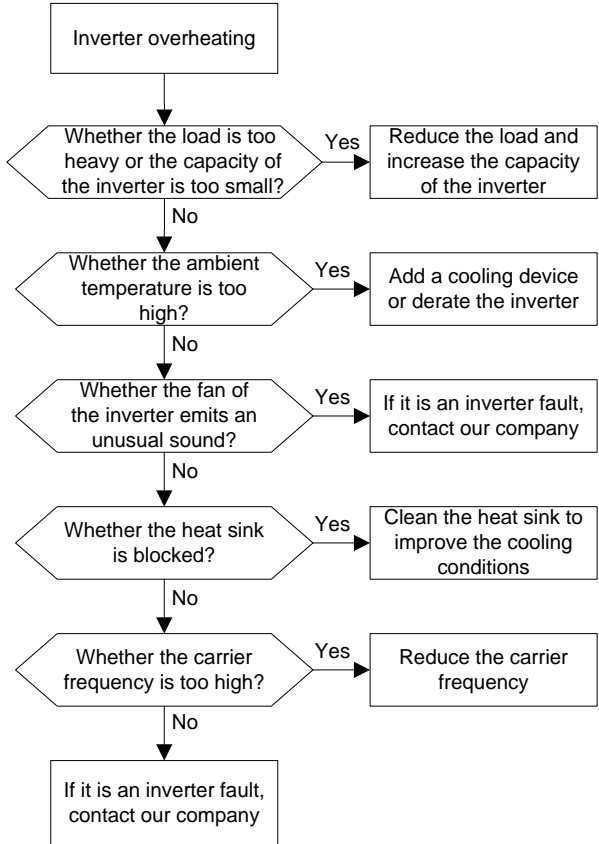 Inverter overheating
Whether the load is too
heavy or the capacity of
the inverter is too small?
Yes
Reduce the load and
increase the capacity
of the inverter
No
Whether the ambient
temperature is too
high?
Yes
Add a cooling device
or derate the inverter
No
Whether the fan of
the inverter emits an
unusual sound?
Yes
If it is an inverter fault,
contact our company
No
Whether the heat sink
is blocked?
Yes
Clean the heat sink to
improve the cooling
conditions
No
Whether the carrier
frequency is too high?
Yes
Reduce the carrier
frequency
No
If it is an inverter fault,
contact our company